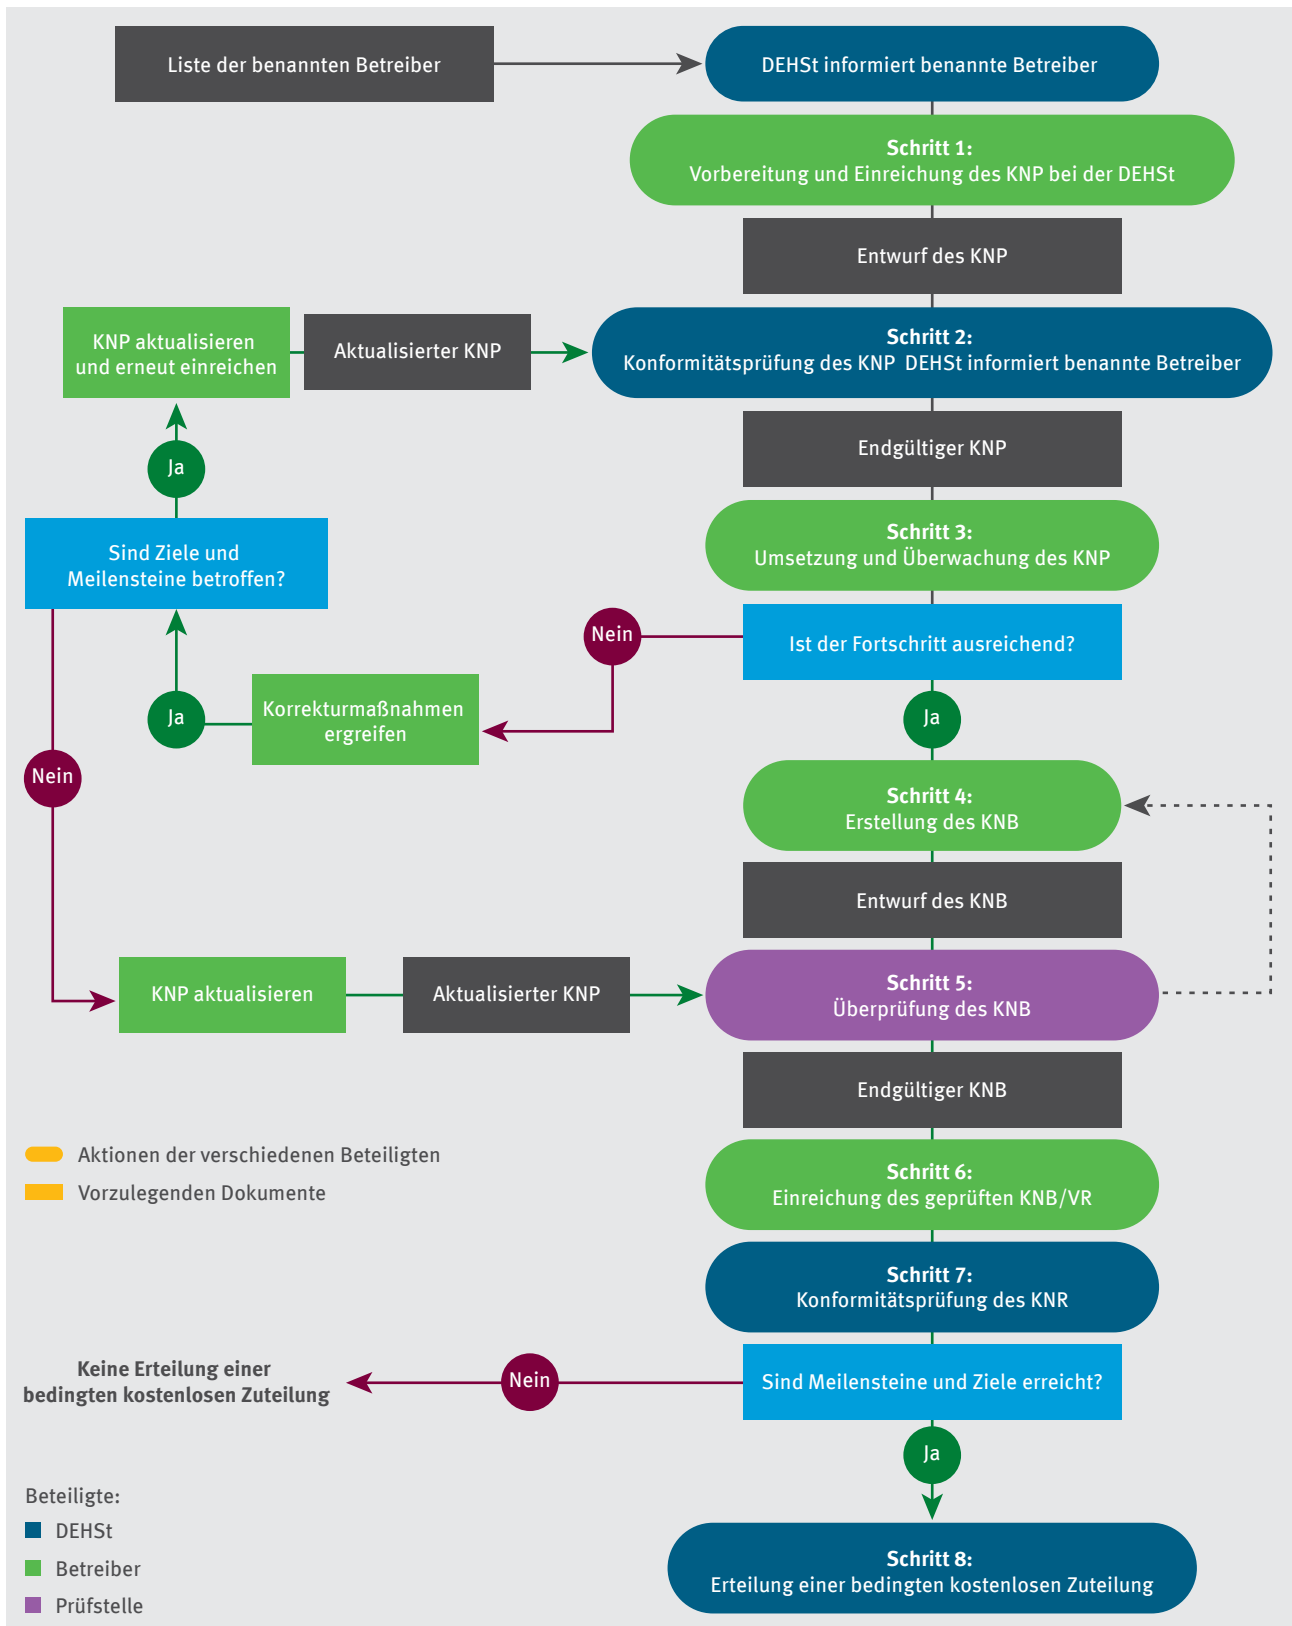 Liste der benannten Betreiber
DEHSt informiert benannte Betreiber
Schritt 1:
Vorbereitung und Einreichung des KNP bei der DEHSt
Entwurf des KNP
KNP aktualisieren
und erneut einreichen
Aktualisierter KNP
Schritt 2:
Konformitätsprüfung des KNP  DEHSt informiert benannte Betreiber
Endgültiger KNP
Ja
Sind Ziele und
Meilensteine betroffen?
Schritt 3:
Umsetzung und Überwachung des KNP
Nein
Ist der Fortschritt ausreichend?
Ja
Korrekturmaßnahmen
ergreifen
Ja
Nein
Schritt 4:
Erstellung des KNB
Entwurf des KNB
KNP aktualisieren
Aktualisierter KNP
Schritt 5:
Überprüfung des KNB
Endgültiger KNB
Aktionen der verschiedenen Beteiligten
Vorzulegenden Dokumente
Schritt 6:
Einreichung des geprüften KNB/VR
Schritt 7:
Konformitätsprüfung des KNR
Keine Erteilung einer
bedingten kostenlosen Zuteilung
Nein
Sind Meilensteine und Ziele erreicht?
Ja
Beteiligte:
DEHSt
Betreiber
Prüfstelle
Schritt 8:
Erteilung einer bedingten kostenlosen Zuteilung